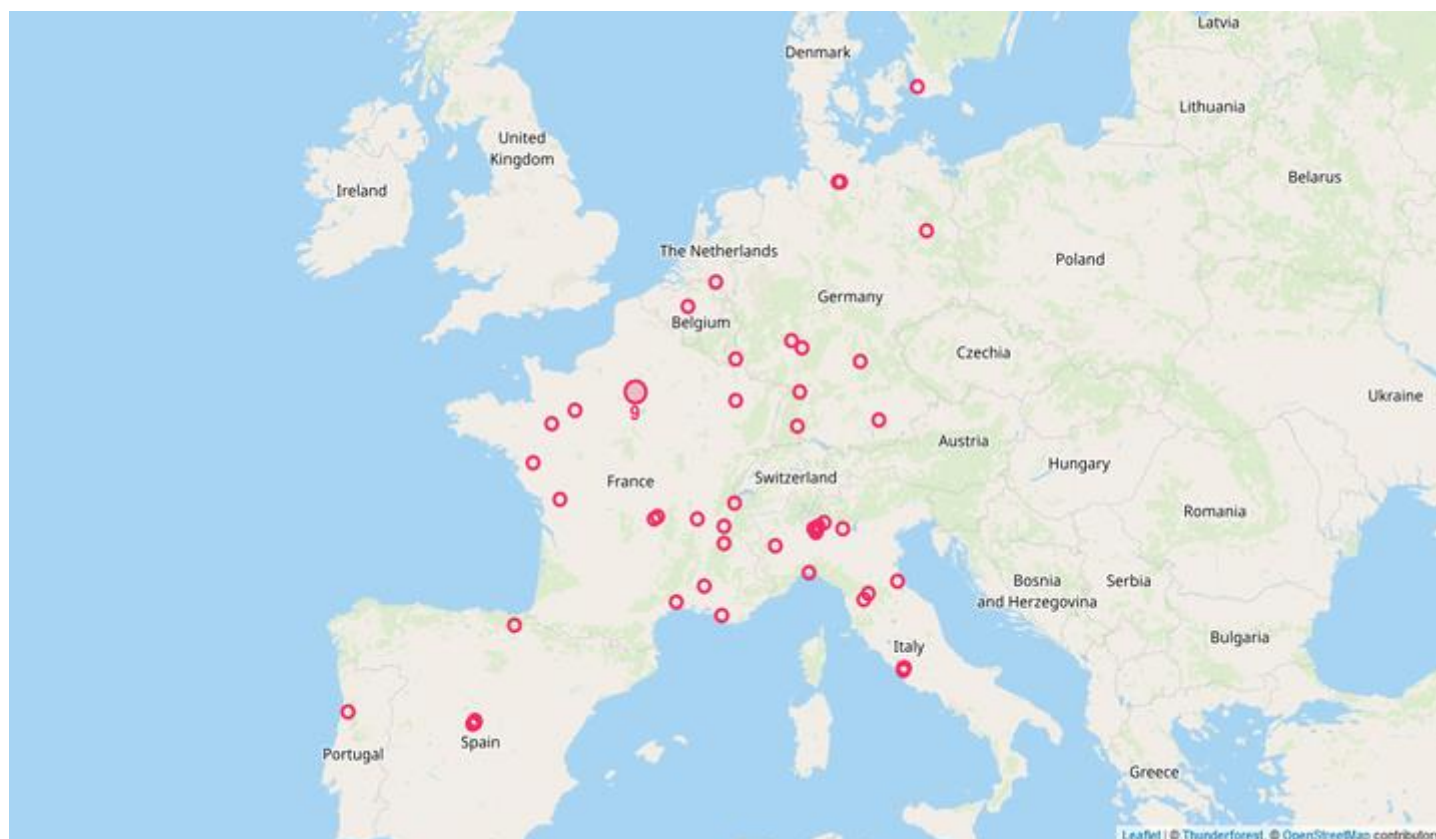 Latvia
Denmark
Lithuania
United
Kingdom
Belarus
Ireland
The Netherlands
Poland
Germany
Belgium
Czechia
Ukraine
9
Austria
Hungary
France
Switzerland
Romania
Bosnia
and Herzegovina
Serbia
Bulgaria
Italy
Spain
Portugal
Greece
Leaflet | © Thunderforest, © OpenStreetMap contributor